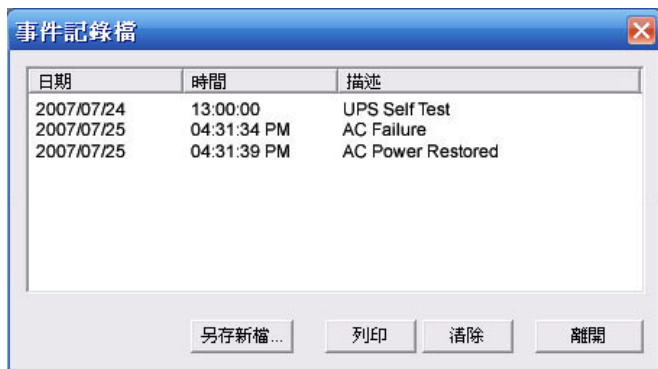 事件記錄檔
日期 時間 描述
2007/07/24 13:00:00 UPS Self Test
2007/07/25 04:31:34 PM AC Failure
2007/07/25 04:31:39 PM AC Power Restored
另存新檔... 列印 清除 離開